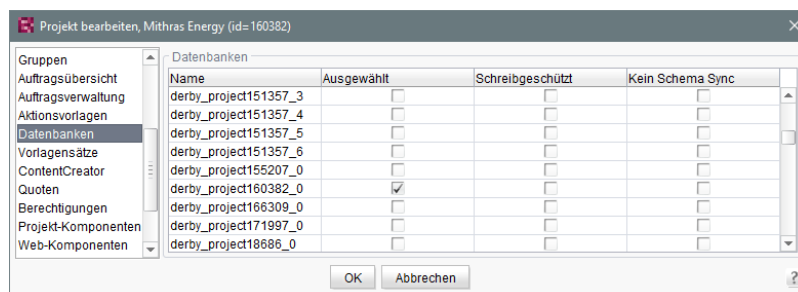 Projekt bearbeiten, Mithras Energy (id=160382)
Gruppen
Auftragsübersicht
Auftragsverwaltung
Aktionsvorlagen
Datenbanken
Vorlagensätze
ContentCreator
Quoten
Berechtigungen
Projekt-Komponenten
Web-Komponenten
Datenbanken
Name Ausgewählt Schreibgeschützt Kein Schema Sync
derby_project151357_3
derby_project151357_4
derby_project151357_5
derby_project151357_6
derby_project155207_0
derby_project160382_0
derby_project166309_0
derby_project171997_0
derby_project18686_0
OK Abbrechen ?